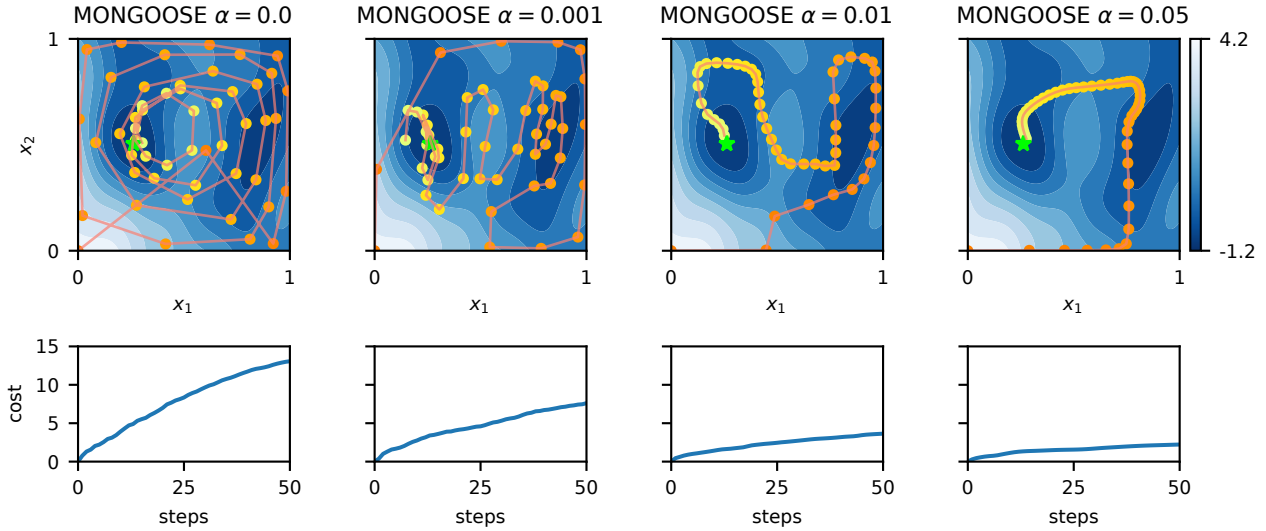 MONGOOSE α = 0.0
MONGOOSE α = 0.001
MONGOOSE α = 0.01
MONGOOSE α = 0.05
1
0
x₂
0 1
x₁
0 1
x₁
0 1
x₁
0 1
x₁
4.2
-1.2
15
10
5
0
cost
0 25 50
steps
0 25 50
steps
0 25 50
steps
0 25 50
steps